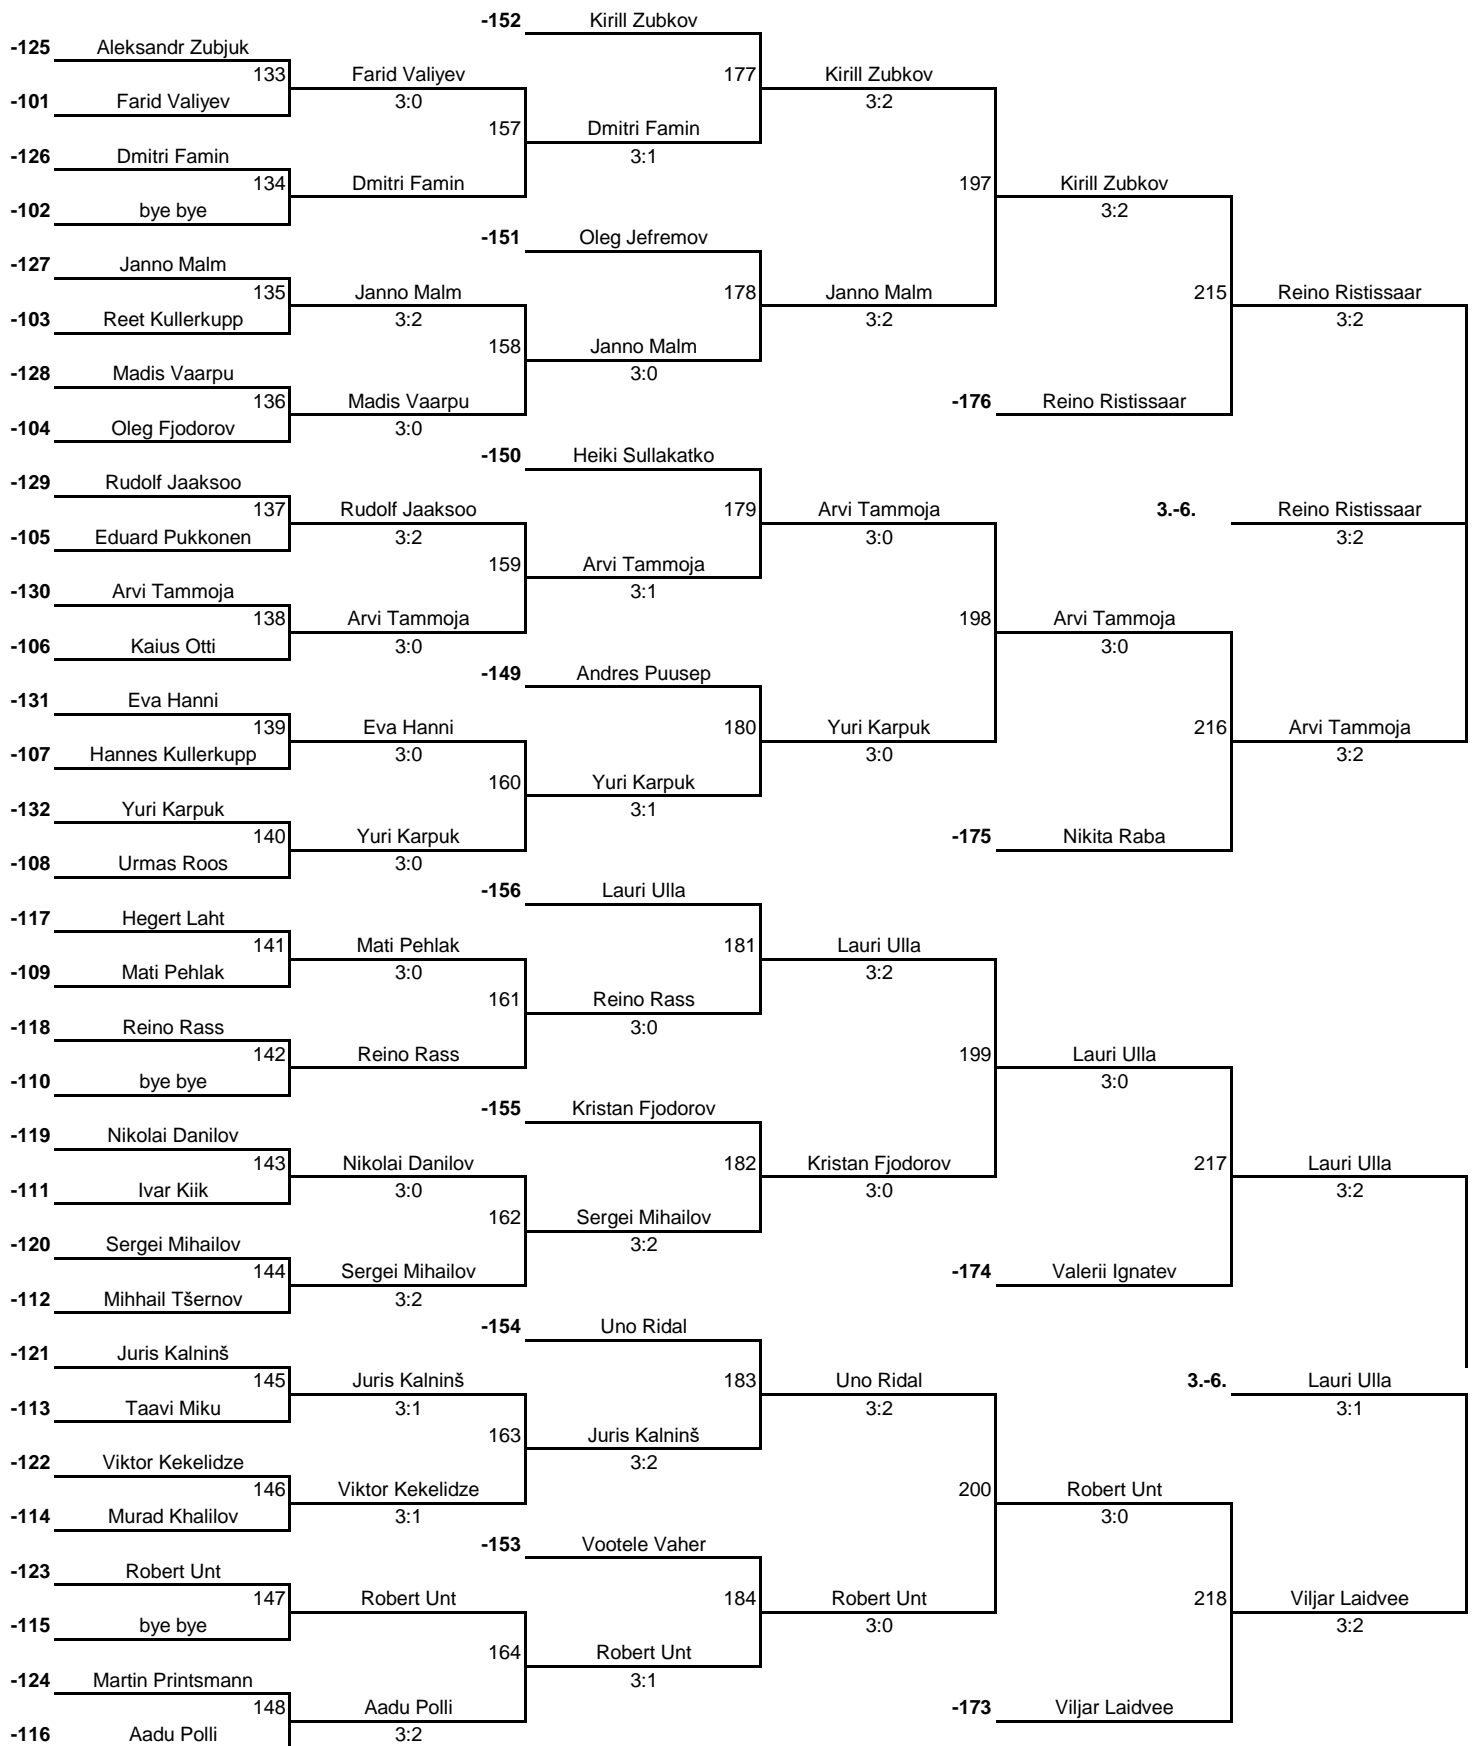 -152 Kirill Zubkov
-125 Aleksandr Zubjuk
133 Farid Valiyev 177 Kirill Zubkov
-101 Farid Valiyev 3:0 3:2
157 Dmitri Famin
-126 Dmitri Famin 3:1
134 Dmitri Famin 197 Kirill Zubkov
-102 bye bye 3:2
-151 Oleg Jefremov
-127 Janno Malm
135 Janno Malm 178 Janno Malm 215 Reino Ristissaar
-103 Reet Kullerkupp 3:2 3:2 3:2
158 Janno Malm
-128 Madis Vaarpu 3:0
136 Madis Vaarpu -176 Reino Ristissaar
-104 Oleg Fjodorov 3:0
-150 Heiki Sullakatko
-129 Rudolf Jaaksoo
137 Rudolf Jaaksoo 179 Arvi Tammoja 3.-6. Reino Ristissaar
-105 Eduard Pukkonen 3:2 3:0 3:2
159 Arvi Tammoja
-130 Arvi Tammoja 3:1
138 Arvi Tammoja 198 Arvi Tammoja
-106 Kaius Otti 3:0 3:0
-149 Andres Puusep
-131 Eva Hanni
139 Eva Hanni 180 Yuri Karpuk 216 Arvi Tammoja
-107 Hannes Kullerkupp 3:0 3:0 3:2
160 Yuri Karpuk
-132 Yuri Karpuk 3:1
140 Yuri Karpuk -175 Nikita Raba
-108 Urmas Roos 3:0
-156 Lauri Ulla
-117 Hegert Laht
141 Mati Pehlak 181 Lauri Ulla
-109 Mati Pehlak 3:0 3:2
161 Reino Rass
-118 Reino Rass 3:0
142 Reino Rass 199 Lauri Ulla
-110 bye bye 3:0
-155 Kristan Fjodorov
-119 Nikolai Danilov
143 Nikolai Danilov 182 Kristan Fjodorov 217 Lauri Ulla
-111 Ivar Kiik 3:0 3:0 3:2
162 Sergei Mihailov
-120 Sergei Mihailov 3:2
144 Sergei Mihailov -174 Valerii Ignatev
-112 Mihhail Tšernov 3:2
-154 Uno Ridal
-121 Juris Kalninš
145 Juris Kalninš 183 Uno Ridal 3.-6. Lauri Ulla
-113 Taavi Miku 3:1 3:2 3:1
163 Juris Kalninš
-122 Viktor Kekelidze 3:2
146 Viktor Kekelidze 200 Robert Unt
-114 Murad Khalilov 3:1 3:0
-153 Vootele Vaher
-123 Robert Unt
147 Robert Unt 184 Robert Unt 218 Viljar Laidvee
-115 bye bye 3:0 3:2
164 Robert Unt
-124 Martin Printsmann 3:1
148 Aadu Polli -173 Viljar Laidvee
-116 Aadu Polli 3:2